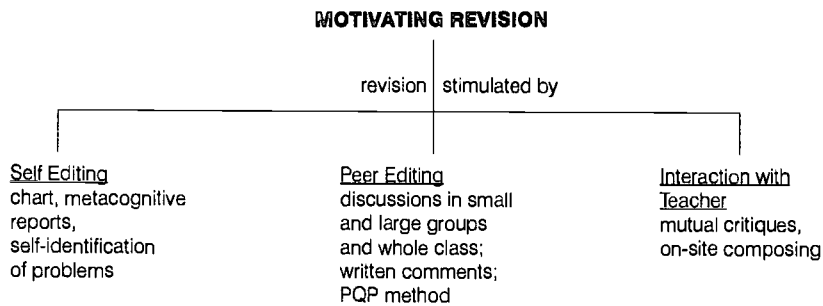 MOTIVATING REVISION
revision stimulated by
Self Editing
chart, metacognitive
reports,
self-identification
of problems
Peer Editing
discussions in small
and large groups
and whole class;
written comments;
PQP method
Interaction with
Teacher
mutual critiques,
on-site composing